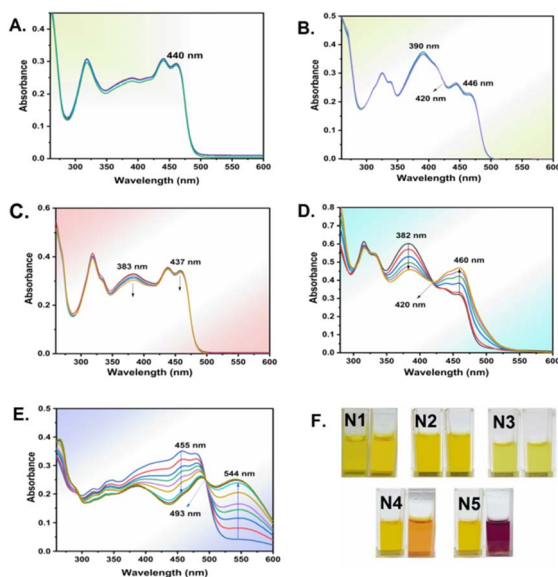 A.
440 nm
0.4
0.3
0.2
0.1
0.0
Absorbance
300 350 400 450 500 550 600
Wavelength (nm)
B.
390 nm
446 nm
420 nm
0.5
0.4
0.3
0.2
0.1
0.0
Absorbance
300 350 400 450 500 550 600
Wavelength (nm)
C.
383 nm
437 nm
0.6
0.4
0.2
0.0
Absorbance
300 350 400 450 500 550 600
Wavelength (nm)
D.
382 nm
460 nm
420 nm
0.8
0.7
0.6
0.5
0.4
0.3
0.2
0.1
0.0
Absorbance
300 350 400 450 500 550 600
Wavelength (nm)
E.
455 nm
544 nm
493 nm
0.5
0.4
0.3
0.2
0.1
0.0
Absorbance
300 350 400 450 500 550 600
Wavelength (nm)
F.
N1 N2 N3
N4 N5